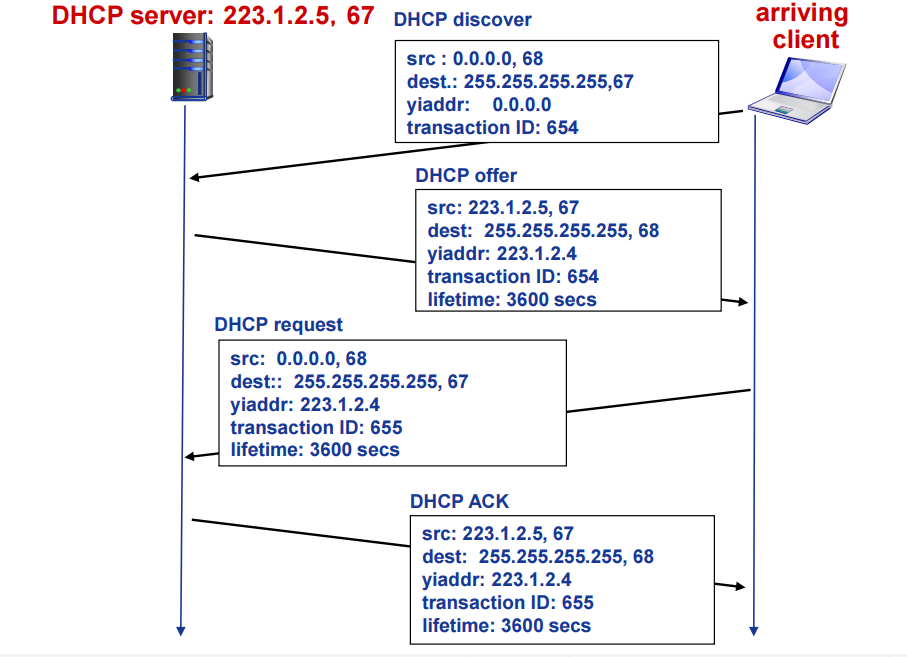 DHCP server: 223.1.2.5, 67
DHCP discover
arriving
client
src : 0.0.0.0, 68
dest.: 255.255.255.255,67
yiaddr: 0.0.0.0
transaction ID: 654
DHCP offer
src: 223.1.2.5, 67
dest: 255.255.255.255, 68
yiaddr: 223.1.2.4
transaction ID: 654
lifetime: 3600 secs
DHCP request
src: 0.0.0.0, 68
dest:: 255.255.255.255, 67
yiaddr: 223.1.2.4
transaction ID: 655
lifetime: 3600 secs
DHCP ACK
src: 223.1.2.5, 67
dest: 255.255.255.255, 68
yiaddr: 223.1.2.4
transaction ID: 655
lifetime: 3600 secs